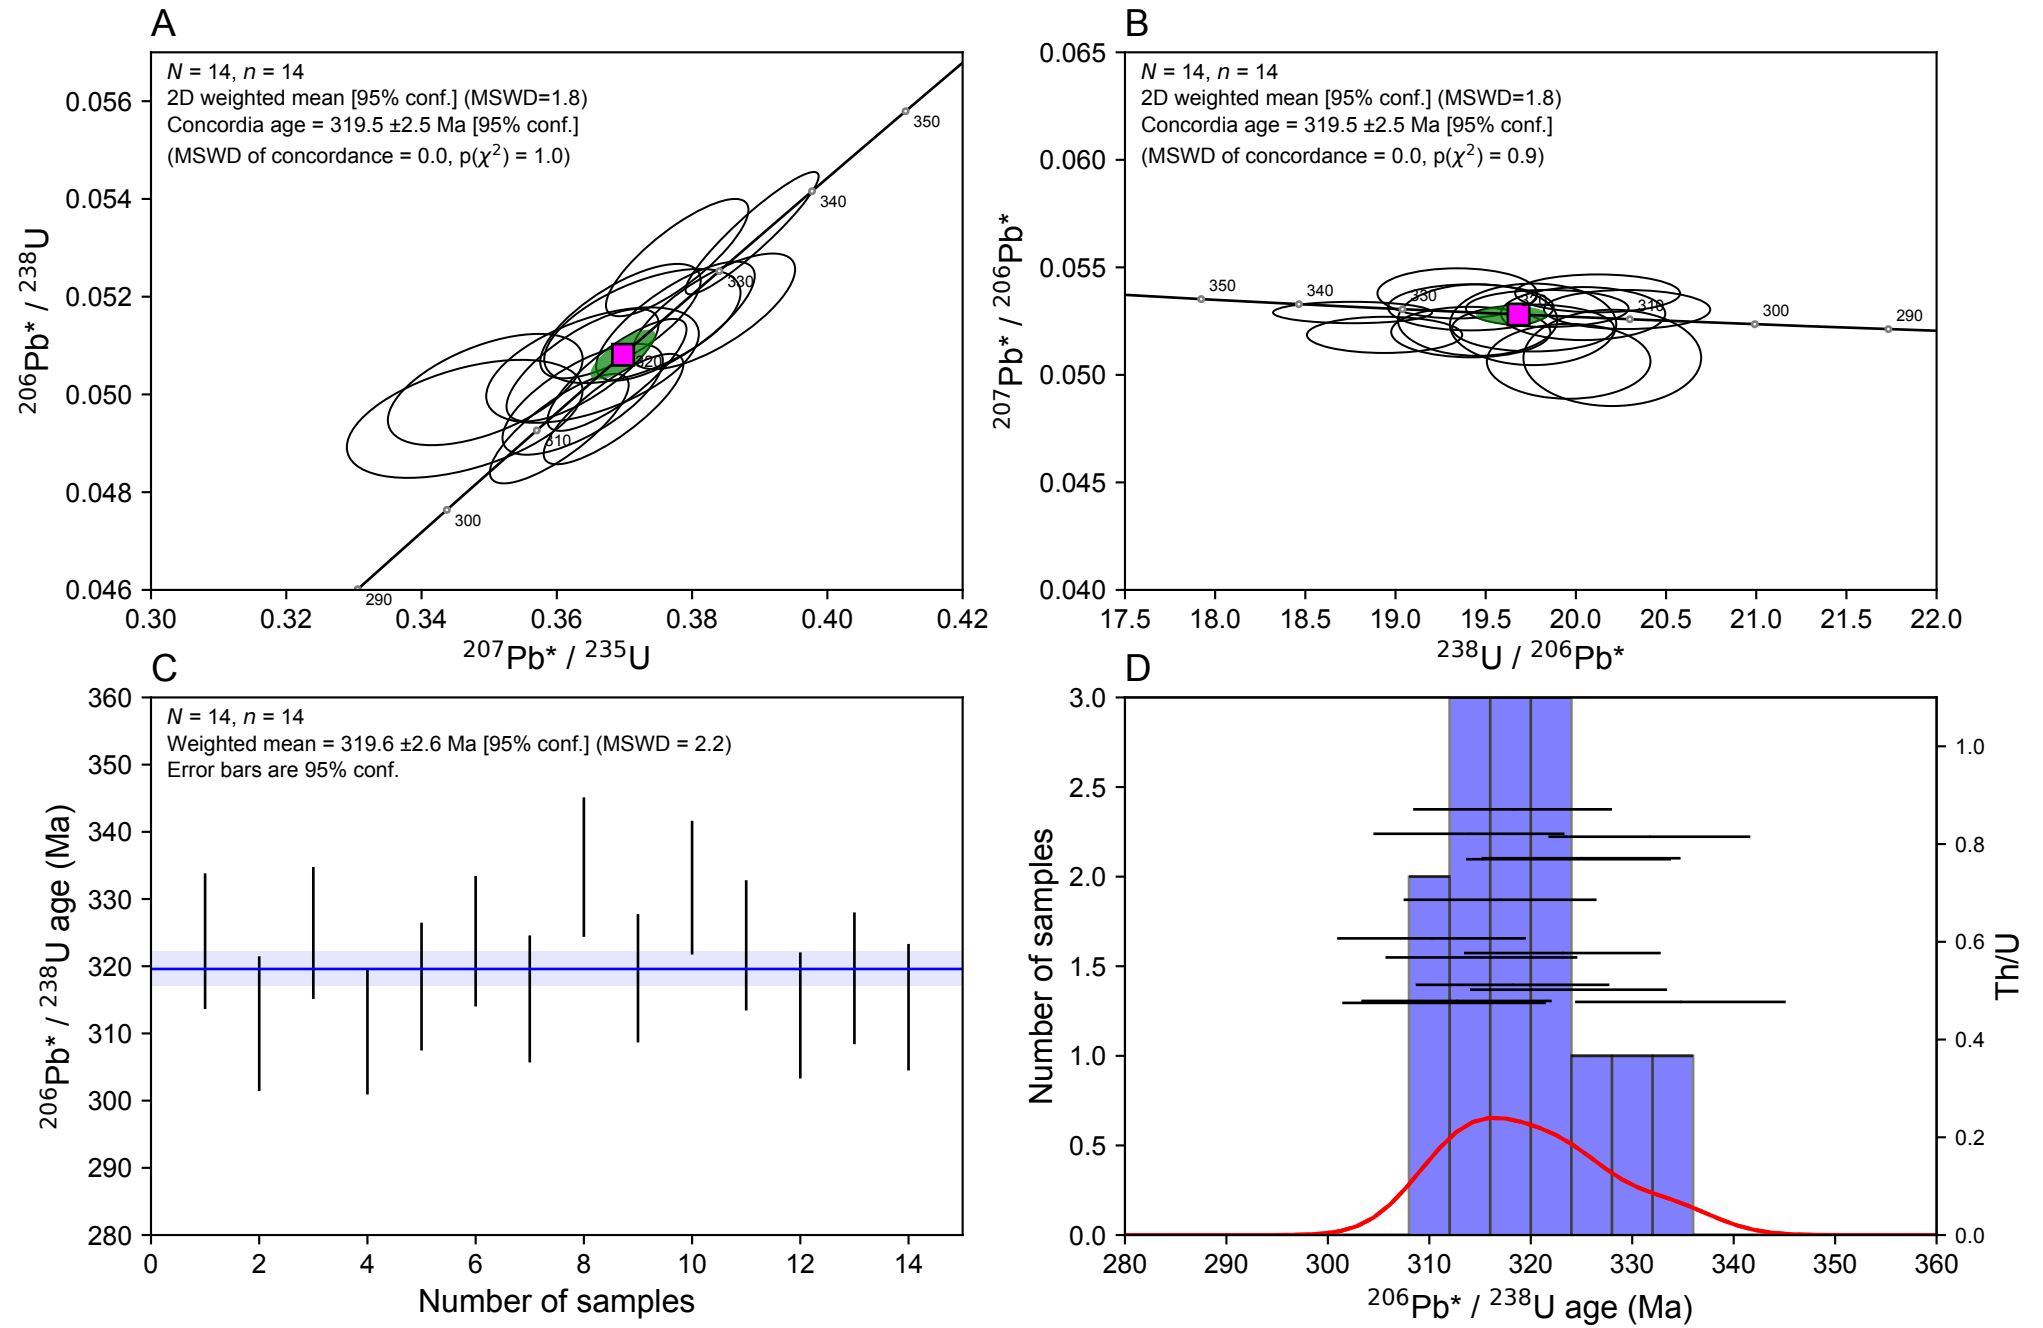 A
N = 14, n = 14
2D weighted mean [95% conf.] (MSWD=1.8)
Concordia age = 319.5 ±2.5 Ma [95% conf.]
(MSWD of concordance = 0.0, p(χ²) = 1.0)
0.056
0.054
0.052
0.050
0.048
0.046
²⁰⁶Pb* / ²³⁸U
350
340
330
320
310
300
290
0.30 0.32 0.34 0.36 0.38 0.40 0.42
²⁰⁷Pb* / ²³⁵U
B
N = 14, n = 14
2D weighted mean [95% conf.] (MSWD=1.8)
Concordia age = 319.5 ±2.5 Ma [95% conf.]
(MSWD of concordance = 0.0, p(χ²) = 0.9)
0.065
0.060
0.055
0.050
0.045
0.040
²⁰⁷Pb* / ²⁰⁶Pb*
350 340 330 320 310 300 290
17.5 18.0 18.5 19.0 19.5 20.0 20.5 21.0 21.5 22.0
²³⁸U / ²⁰⁶Pb*
C
N = 14, n = 14
Weighted mean = 319.6 ±2.6 Ma [95% conf.] (MSWD = 2.2)
Error bars are 95% conf.
360
350
340
330
320
310
300
290
280
²⁰⁶Pb* / ²³⁸U age (Ma)
0 2 4 6 8 10 12 14
Number of samples
D
3.0
2.5
2.0
1.5
1.0
0.5
0.0
Number of samples
1.0
0.8
0.6
0.4
0.2
0.0
Th/U
280 290 300 310 320 330 340 350 360
²⁰⁶Pb* / ²³⁸U age (Ma)